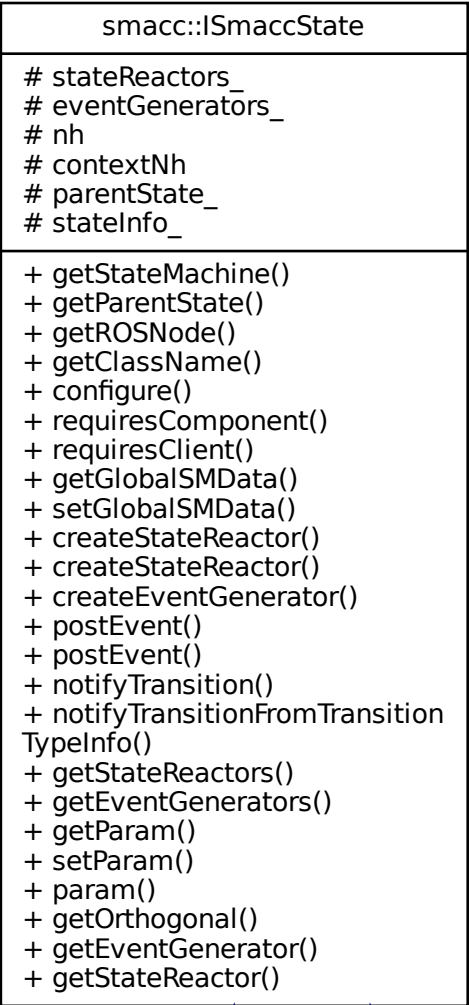 smacc::ISmaccState
# stateReactors_
# eventGenerators_
# nh
# contextNh
# parentState_
# stateInfo_
+ getStateMachine()
+ getParentState()
+ getROSNode()
+ getClassName()
+ configure()
+ requiresComponent()
+ requiresClient()
+ getGlobalSMData()
+ setGlobalSMData()
+ createStateReactor()
+ createStateReactor()
+ createEventGenerator()
+ postEvent()
+ postEvent()
+ notifyTransition()
+ notifyTransitionFromTransition
TypeInfo()
+ getStateReactors()
+ getEventGenerators()
+ getParam()
+ setParam()
+ param()
+ getOrthogonal()
+ getEventGenerator()
+ getStateReactor()